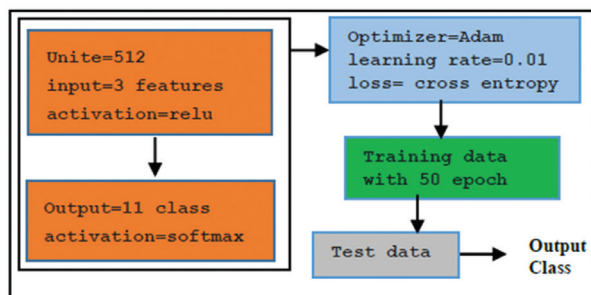 Unite=512
input=3 features
activation=relu
Output=11 class
activation=softmax
Optimizer=Adam
learning rate=0.01
loss= cross entropy
Training data
with 50 epoch
Test data
Output
Class